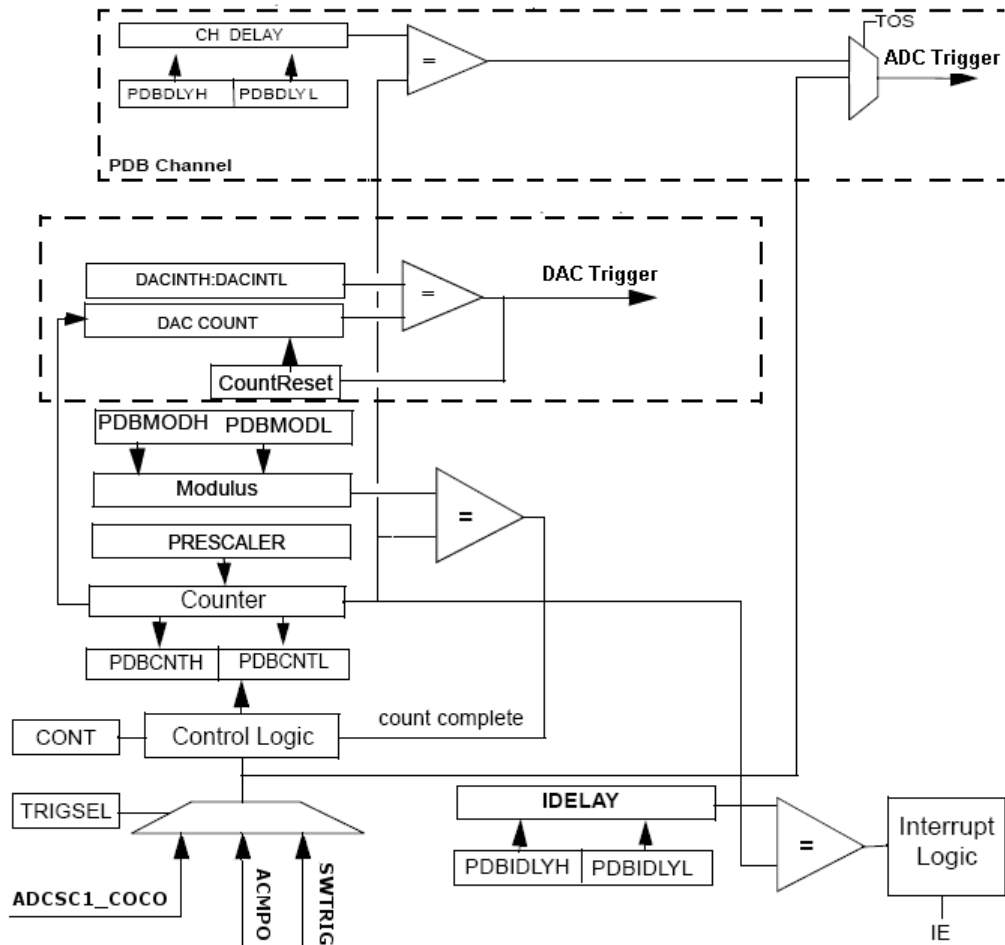 TOS
CH DELAY
=
ADC Trigger
PDBDLYH PDBDLYL
PDB Channel
DACINTH:DACINTL
=
DAC Trigger
DAC COUNT
CountReset
PDBMODH PDBMODL
Modulus
=
PRESCALER
Counter
PDBCNTH PDBCNTL
count complete
CONT
Control Logic
TRIGSEL
IDELAY
=
Interrupt
Logic
PDBIDLYH PDBIDLYL
ADCSC1_COCO
ACMPO
SWTRIG
IE